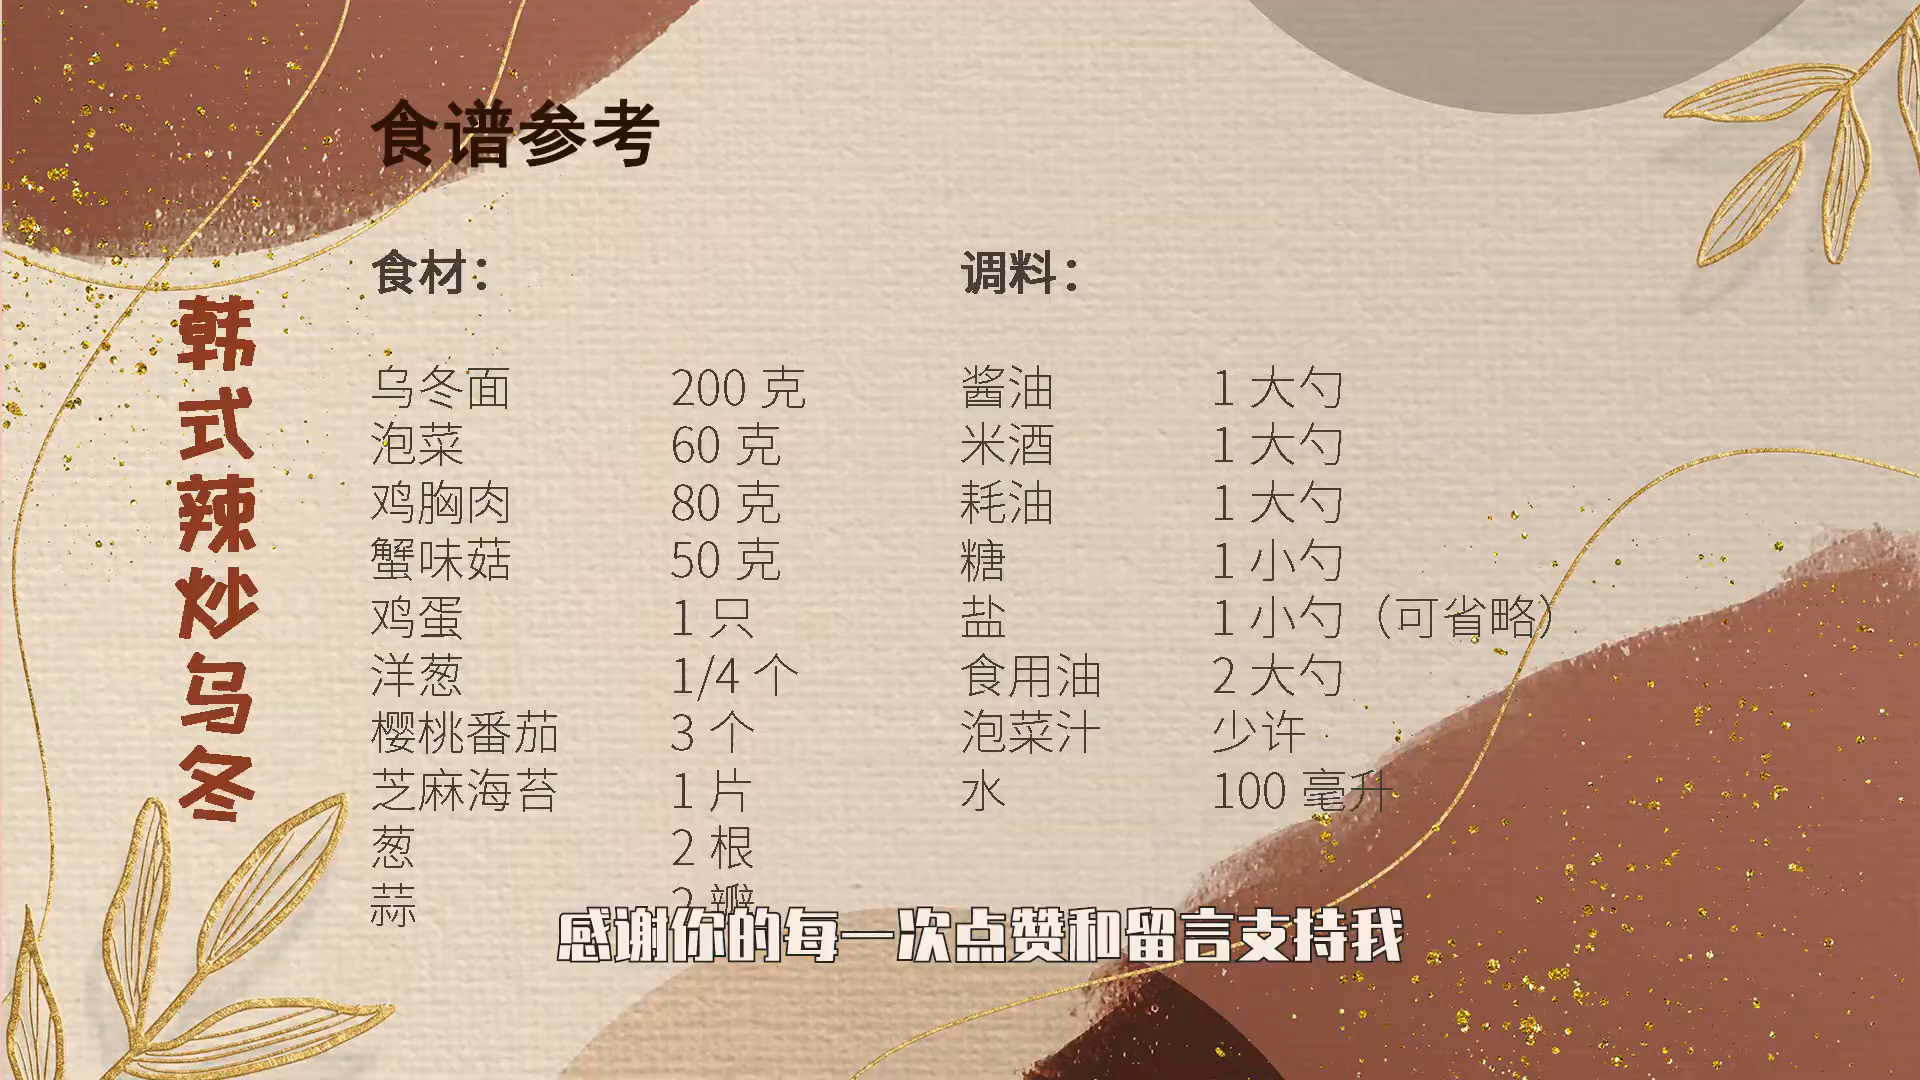 食谱参考
韩式辣炒乌冬
食材：
乌冬面 200 克
泡菜 60 克
鸡胸肉 80 克
蟹味菇 50 克
鸡蛋 1 只
洋葱 1/4 个
樱桃番茄 3 个
芝麻海苔 1 片
葱 2 根
蒜 2 瓣
调料：
酱油 1 大勺
米酒 1 大勺
耗油 1 大勺
糖 1 小勺
盐 1 小勺（可省略）
食用油 2 大勺
泡菜汁 少许
水 100 毫升
感谢你的每一次点赞和留言支持我